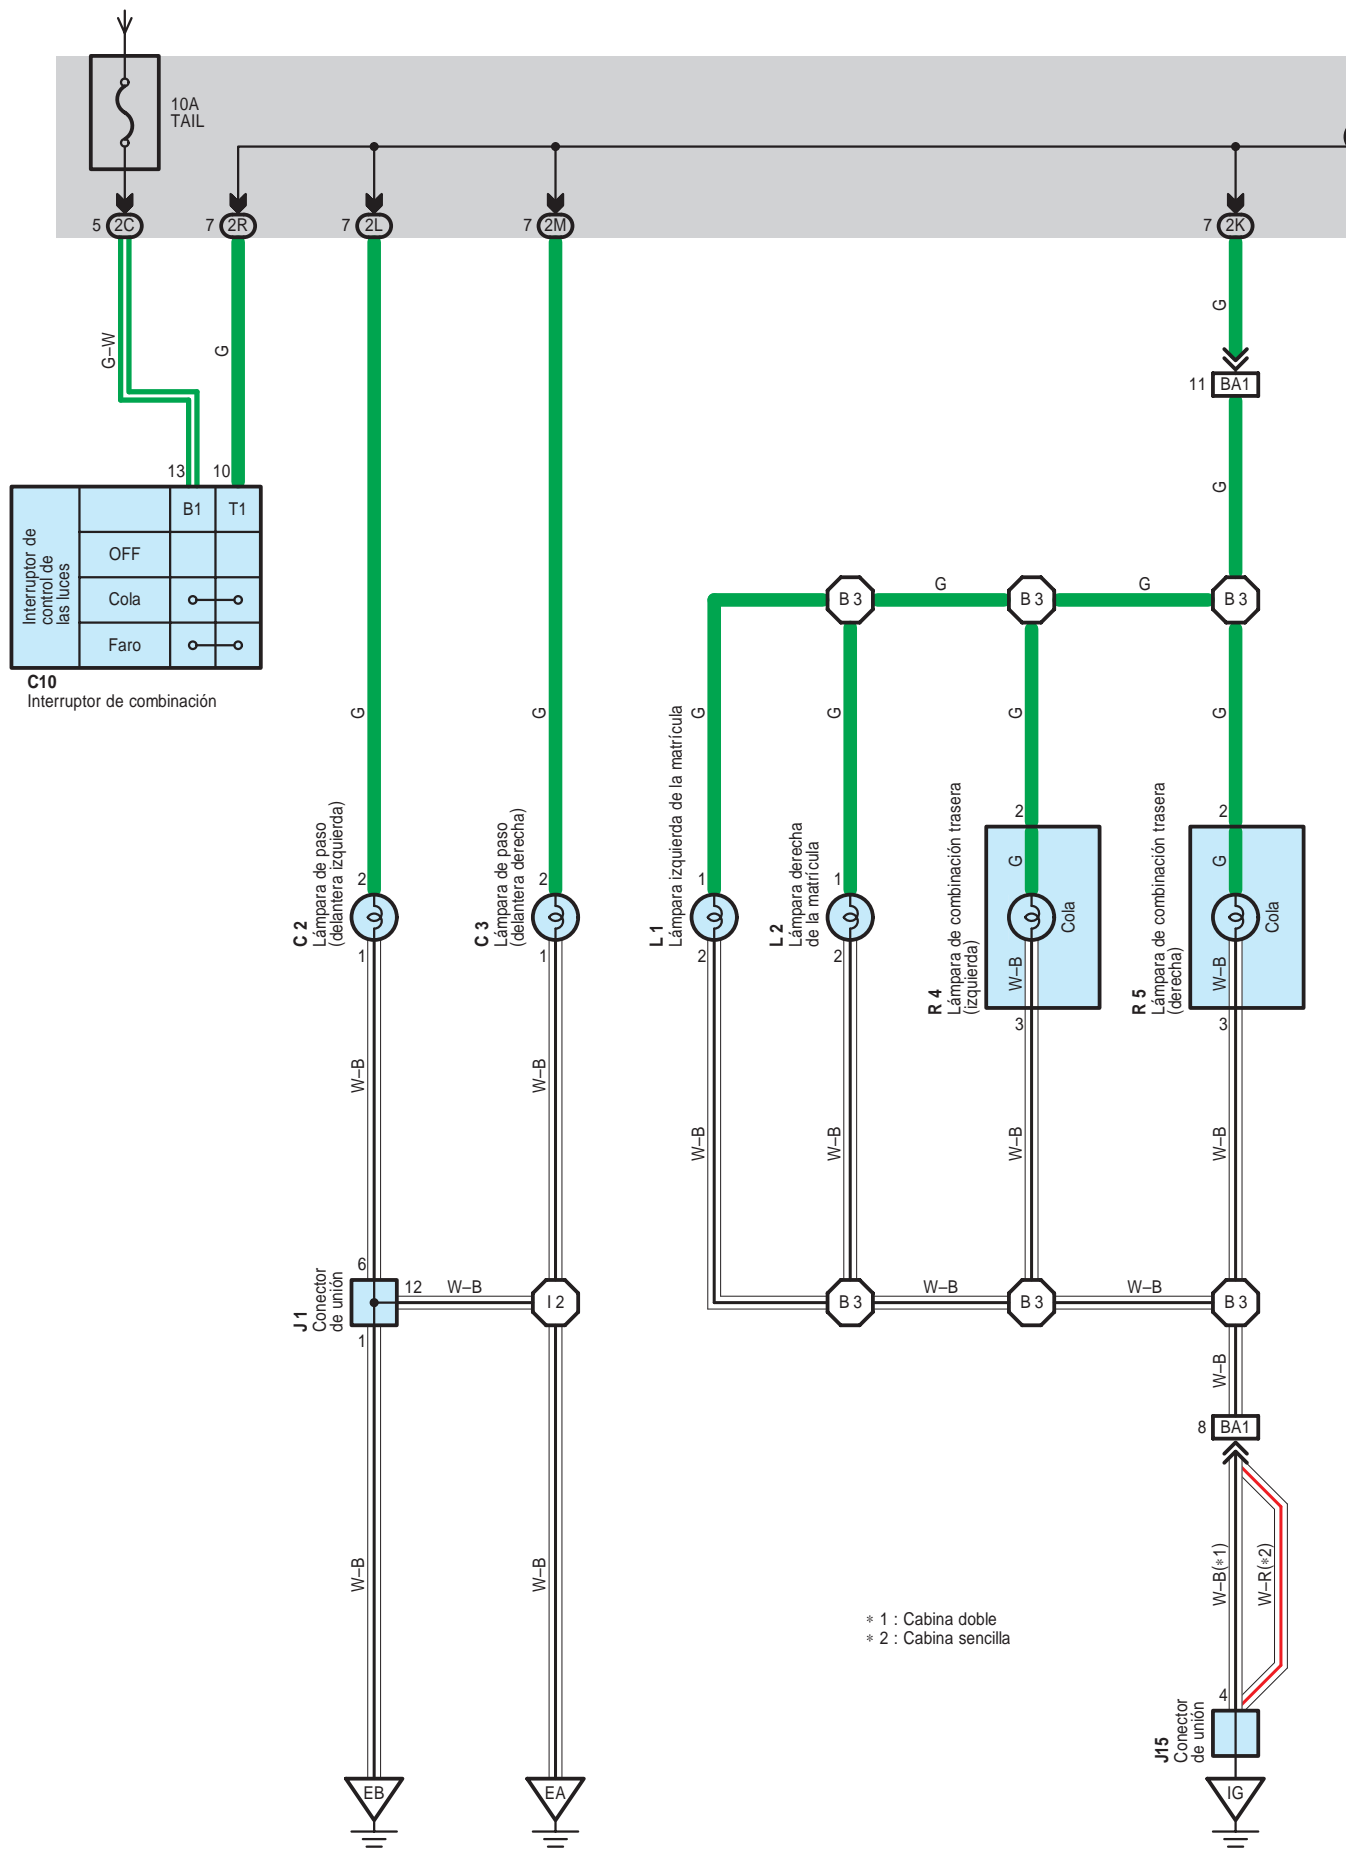 10A
TAIL
5 2C
7 2R
7 2L
7 2M
7 2K
G–W
G
G
11 BA1
G
13
10
B1
T1
Interruptor de
control de
las luces
OFF
Cola
Faro
C10
Interruptor de combinación
B 3
G
B 3
G
B 3
G
G
G
G
G
G
C 2
Lámpara de paso
(delantera izquierda)
2
1
C 3
Lámpara de paso
(delantera derecha)
2
1
L 1
Lámpara izquierda de la matrícula
1
2
L 2
Lámpara derecha
de la matrícula
1
2
R 4
Lámpara de combinación trasera
(izquierda)
2
G
Cola
W–B
3
R 5
Lámpara de combinación trasera
(derecha)
2
G
Cola
W–B
3
W–B
W–B
W–B
W–B
W–B
W–B
J 1
Conector
de unión
6
12
W–B
1
I 2
B 3
W–B
B 3
W–B
B 3
W–B
8 BA1
W–B
W–B
W–B(*1)
W–R(*2)
* 1 : Cabina doble
* 2 : Cabina sencilla
4
J15
Conector
de unión
EB
EA
IG